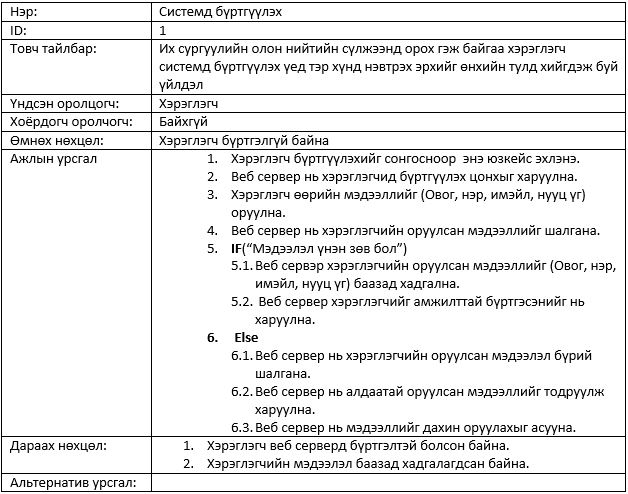 Нэр: Системд бүртгүүлэх
ID: 1
Товч тайлбар: Их сургуулийн олон нийтийн сүлжээнд орох гэж байгаа хэрэглэгч
системд бүртгүүлэх үед тэр хүнд нэвтрэх эрхийг өнхийн тулд хийгдэж буй
үйлдэл
Үндсэн оролцогч: Хэрэглэгч
Хоёрдогч оролчогч: Байхгүй
Өмнөх нөхцөл: Хэрэглэгч бүртгэлгүй байна
Ажлын урсгал 1. Хэрэглэгч бүртгүүлэхийг сонгосноор энэ юзкейс эхлэнэ.
2. Веб сервер нь хэрэглэгчид бүртгүүлэх цонхыг харуулна.
3. Хэрэглэгч өөрийн мэдээллийг (Овог, нэр, имэйл, нууц үг)
оруулна.
4. Веб сервер нь хэрэглэгчийн оруулсан мэдээллийг шалгана.
5. IF(“Мэдээлэл үнэн зөв бол”)
5.1. Веб сервэр хэрэглэгчийн оруулсан мэдээллийг (Овог, нэр,
имэйл, нууц үг) баазад хадгална.
5.2. Веб сервер хэрэглэгчийг амжилттай бүртгэсэнийг нь
харуулна.
6. Else
6.1. Веб сервер нь хэрэглэгчийн оруулсан мэдээлэл бүрий
шалгана.
6.2. Веб сервер нь алдаатай оруулсан мэдээллийг тодруулж
харуулна.
6.3. Веб сервер нь мэдээллийг дахин оруулахыг асууна.
Дараах нөхцөл: 1. Хэрэглэгч веб серверд бүртгэлтэй болсон байна.
2. Хэрэглэгчийн мэдээлэл баазад хадгалагдсан байна.
Альтернатив урсгал: